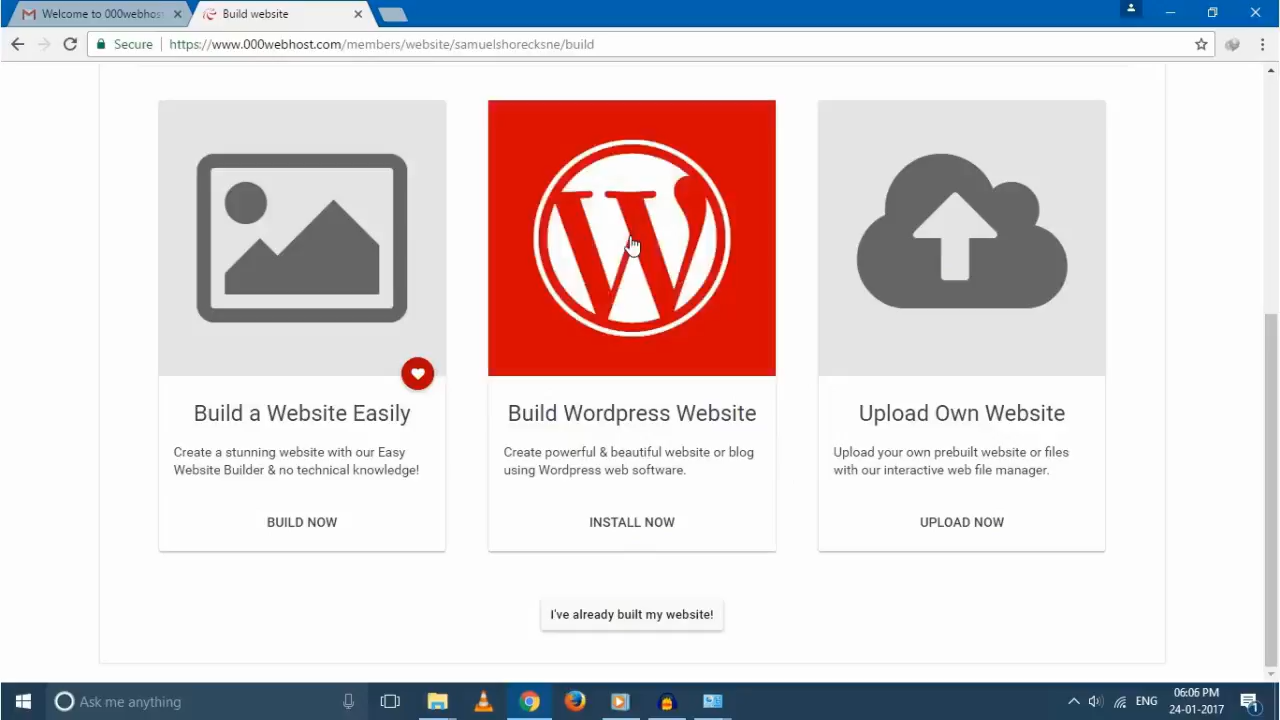 Welcome to 000webhost
Build website
Secure
https://www.000webhost.com/members/website/samuelshorecksne/build
Build a Website Easily
Create a stunning website with our Easy
Website Builder & no technical knowledge!
BUILD NOW
Build Wordpress Website
Create powerful & beautiful website or blog
using Wordpress web software.
INSTALL NOW
Upload Own Website
Upload your own prebuilt website or files
with our interactive web file manager.
UPLOAD NOW
I've already built my website!
Ask me anything
ENG
06:06 PM
24-01-2017
1